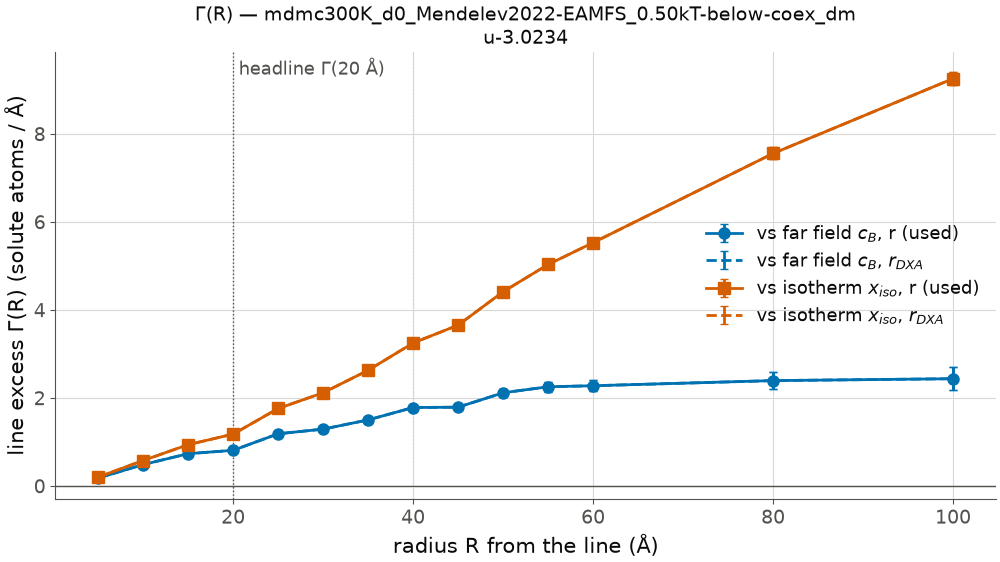 Γ(R) — mdmc300K_d0_Mendelev2022-EAMFS_0.50kT-below-coex_dm
u-3.0234
headline Γ(20 Å)
line excess Γ(R) (solute atoms / Å)
8
6
4
2
0
vs far field c_B, r (used)
vs far field c_B, r_DXA
vs isotherm x_iso, r (used)
vs isotherm x_iso, r_DXA
20 40 60 80 100
radius R from the line (Å)